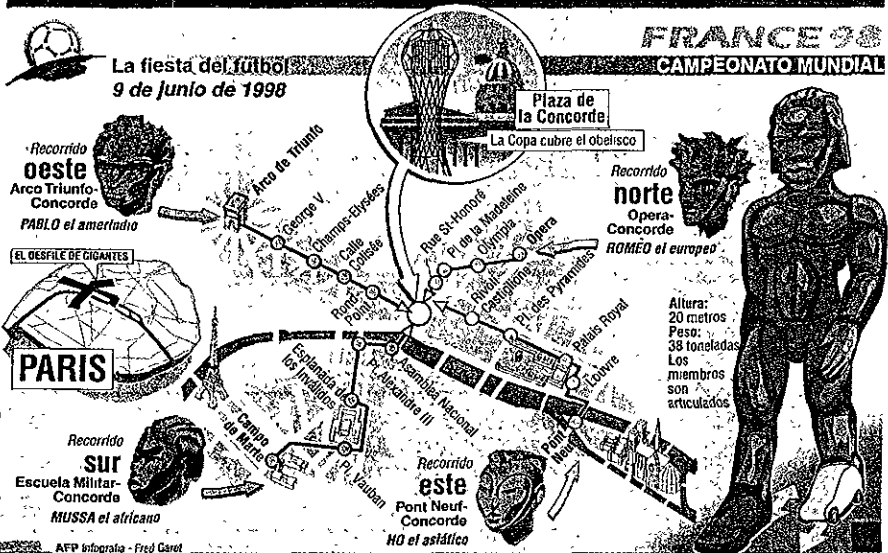 FRANCE 98
CAMPEONATO MUNDIAL
La fiesta del fútbol
9 de junio de 1998
Plaza de
la Concorde
La Copa cubre el obelisco
Recorrido
oeste
Arco Triunfo-
Concorde
PABLO el amerindio
Arco de Triunfo
George V
Champs-Elysées
Calle
Colisée
Rond-
Point
Rue St-Honoré
Pl. de la Madeleine
Olympia
Opera
Recorrido
norte
Opera-
Concorde
ROMEO el europeo
Rivoli
Castiglione
Pl. des Pyramides
Palais Royal
Louvre
Pont
Neuf
EL DESFILE DE GIGANTES
PARIS
Altura:
20 metros
Peso:
38 toneladas
Los
miembros
son
articulados
Asamblea Nacional
Pt. Alexandre III
Esplanada de
los Inválidos
Pl. Vauban
Campo
de Marte
Recorrido
sur
Escuela Militar-
Concorde
MUSSA el africano
Recorrido
este
Pont Neuf-
Concorde
HO el asiático
AFP Infografía - Fred Garet